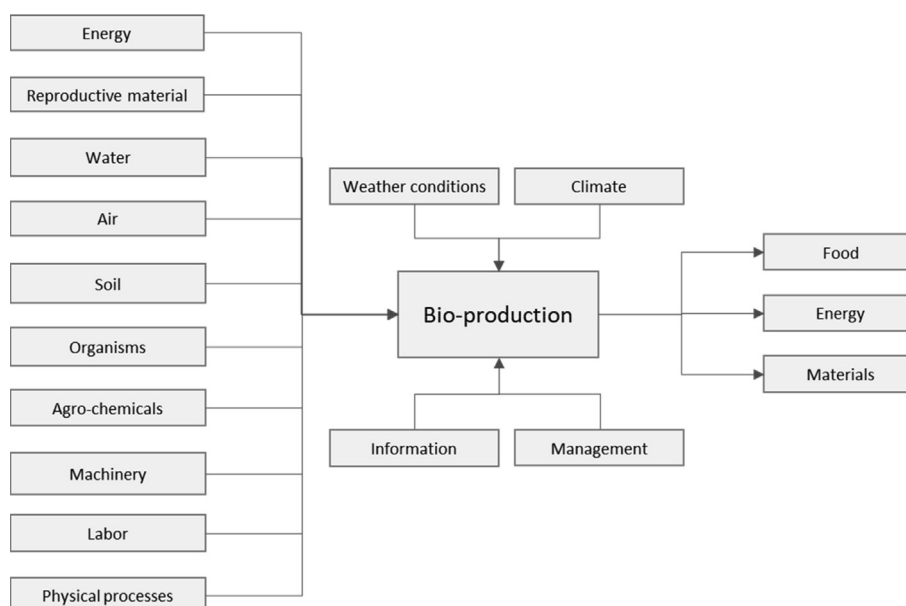 Energy
Reproductive material
Water
Air
Soil
Organisms
Agro-chemicals
Machinery
Labor
Physical processes
Weather conditions
Climate
Bio-production
Information
Management
Food
Energy
Materials